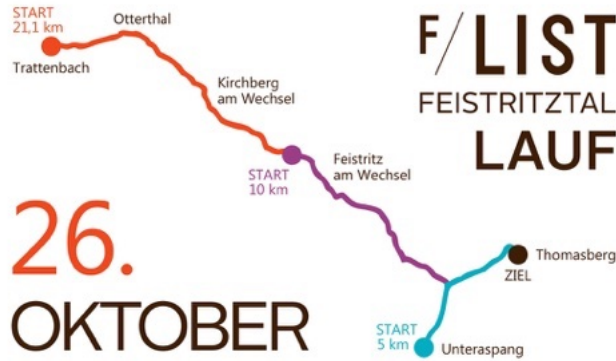 START
21,1 km
Trattenbach
Otterthal
Kirchberg
am Wechsel
F/LIST
FEISTRITZTAL
LAUF
START
10 km
Feistritz
am Wechsel
26.
OKTOBER
Thomasberg
ZIEL
START
5 km
Unteraspang